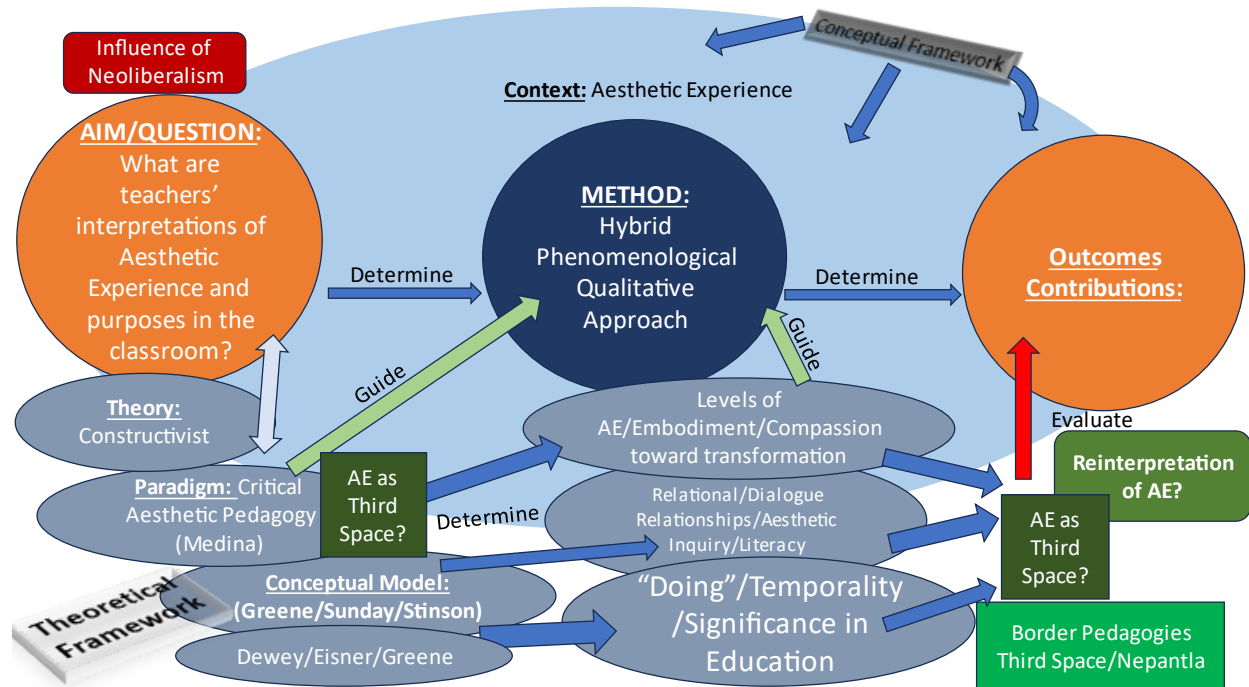 Influence of
Neoliberalism
Conceptual Framework
Context: Aesthetic Experience
AIM/QUESTION:
What are
teachers’
interpretations of
Aesthetic
Experience and
purposes in the
classroom?
Determine
METHOD:
Hybrid
Phenomenological
Qualitative
Approach
Determine
Outcomes
Contributions:
Guide
Guide
Theory:
Constructivist
Levels of
AE/Embodiment/Compassion
toward transformation
Evaluate
Reinterpretation
of AE?
Paradigm: Critical
Aesthetic Pedagogy
(Medina)
AE as
Third
Space?
Determine
Relational/Dialogue
Relationships/Aesthetic
Inquiry/Literacy
AE as
Third
Space?
Theoretical
Framework
Conceptual Model:
(Greene/Sunday/Stinson)
Dewey/Eisner/Greene
“Doing”/Temporality
/Significance in
Education
Border Pedagogies
Third Space/Nepantla